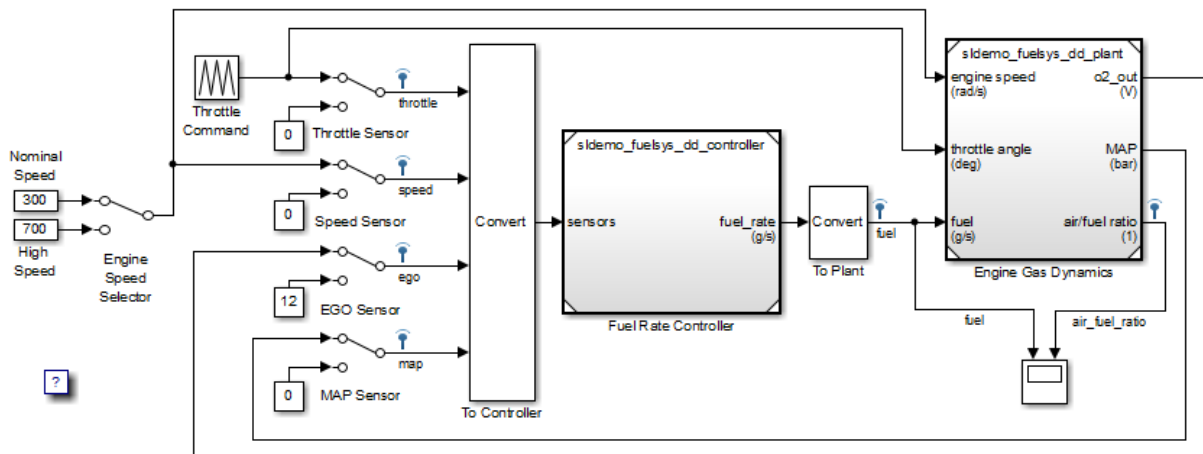 Throttle
Command
0
Throttle Sensor
throttle
Nominal
Speed
300
700
High
Speed
Engine
Speed
Selector
0
Speed Sensor
speed
12
EGO Sensor
ego
0
MAP Sensor
map
?
Convert
To Controller
sldemo_fuelsys_dd_controller
sensors
fuel_rate
(g/s)
Fuel Rate Controller
Convert
To Plant
fuel
sldemo_fuelsys_dd_plant
engine speed
(rad/s)
o2_out
(V)
throttle angle
(deg)
MAP
(bar)
fuel
(g/s)
air/fuel ratio
(1)
Engine Gas Dynamics
fuel
air_fuel_ratio